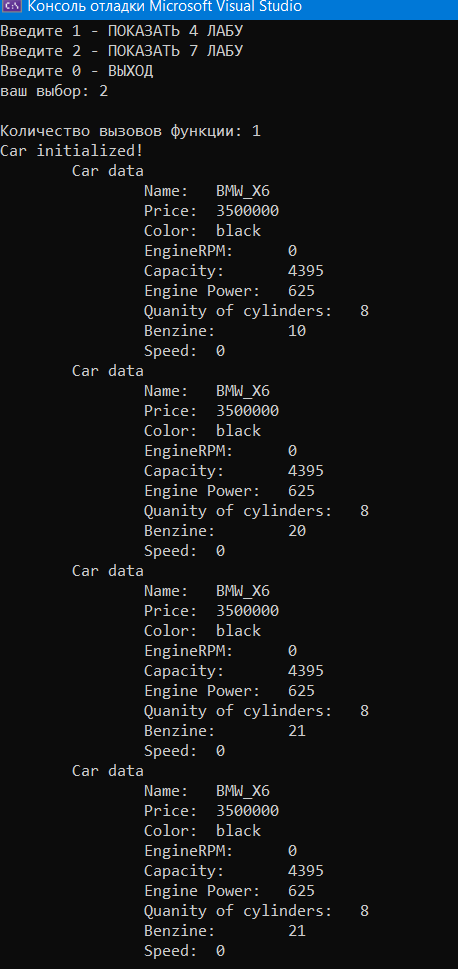 Консоль отладки Microsoft Visual Studio
Введите 1 - ПОКАЗАТЬ 4 ЛАБУ
Введите 2 - ПОКАЗАТЬ 7 ЛАБУ
Введите 0 - ВЫХОД
ваш выбор: 2
Количество вызовов функции: 1
Car initialized!
Car data
Name: BMW_X6
Price: 3500000
Color: black
EngineRPM: 0
Capacity: 4395
Engine Power: 625
Quanity of cylinders: 8
Benzine: 10
Speed: 0
Car data
Name: BMW_X6
Price: 3500000
Color: black
EngineRPM: 0
Capacity: 4395
Engine Power: 625
Quanity of cylinders: 8
Benzine: 20
Speed: 0
Car data
Name: BMW_X6
Price: 3500000
Color: black
EngineRPM: 0
Capacity: 4395
Engine Power: 625
Quanity of cylinders: 8
Benzine: 21
Speed: 0
Car data
Name: BMW_X6
Price: 3500000
Color: black
EngineRPM: 0
Capacity: 4395
Engine Power: 625
Quanity of cylinders: 8
Benzine: 21
Speed: 0